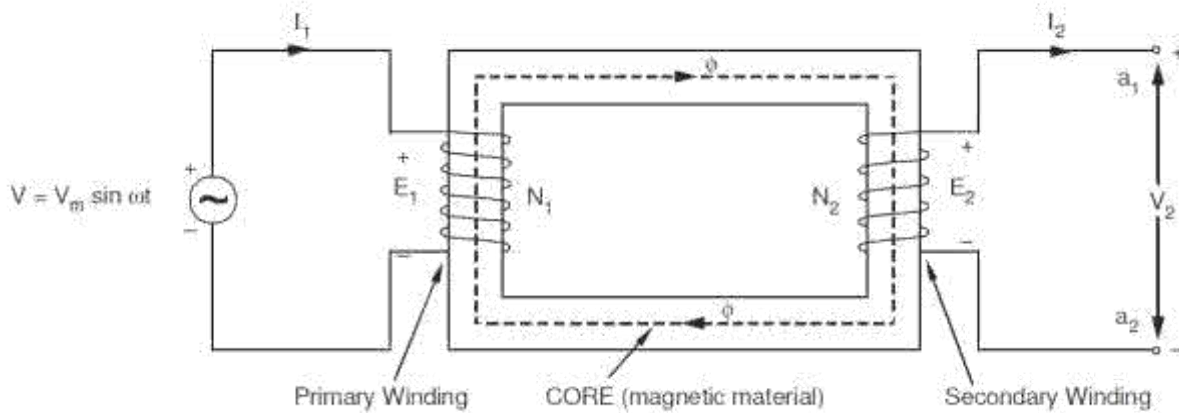 I₁
I₂
ϕ
+
a₁
+
+
+
V = Vₘ sin ωt
E₁
N₁
N₂
E₂
V₂
−
−
−
ϕ
a₂
−
Primary Winding
CORE (magnetic material)
Secondary Winding